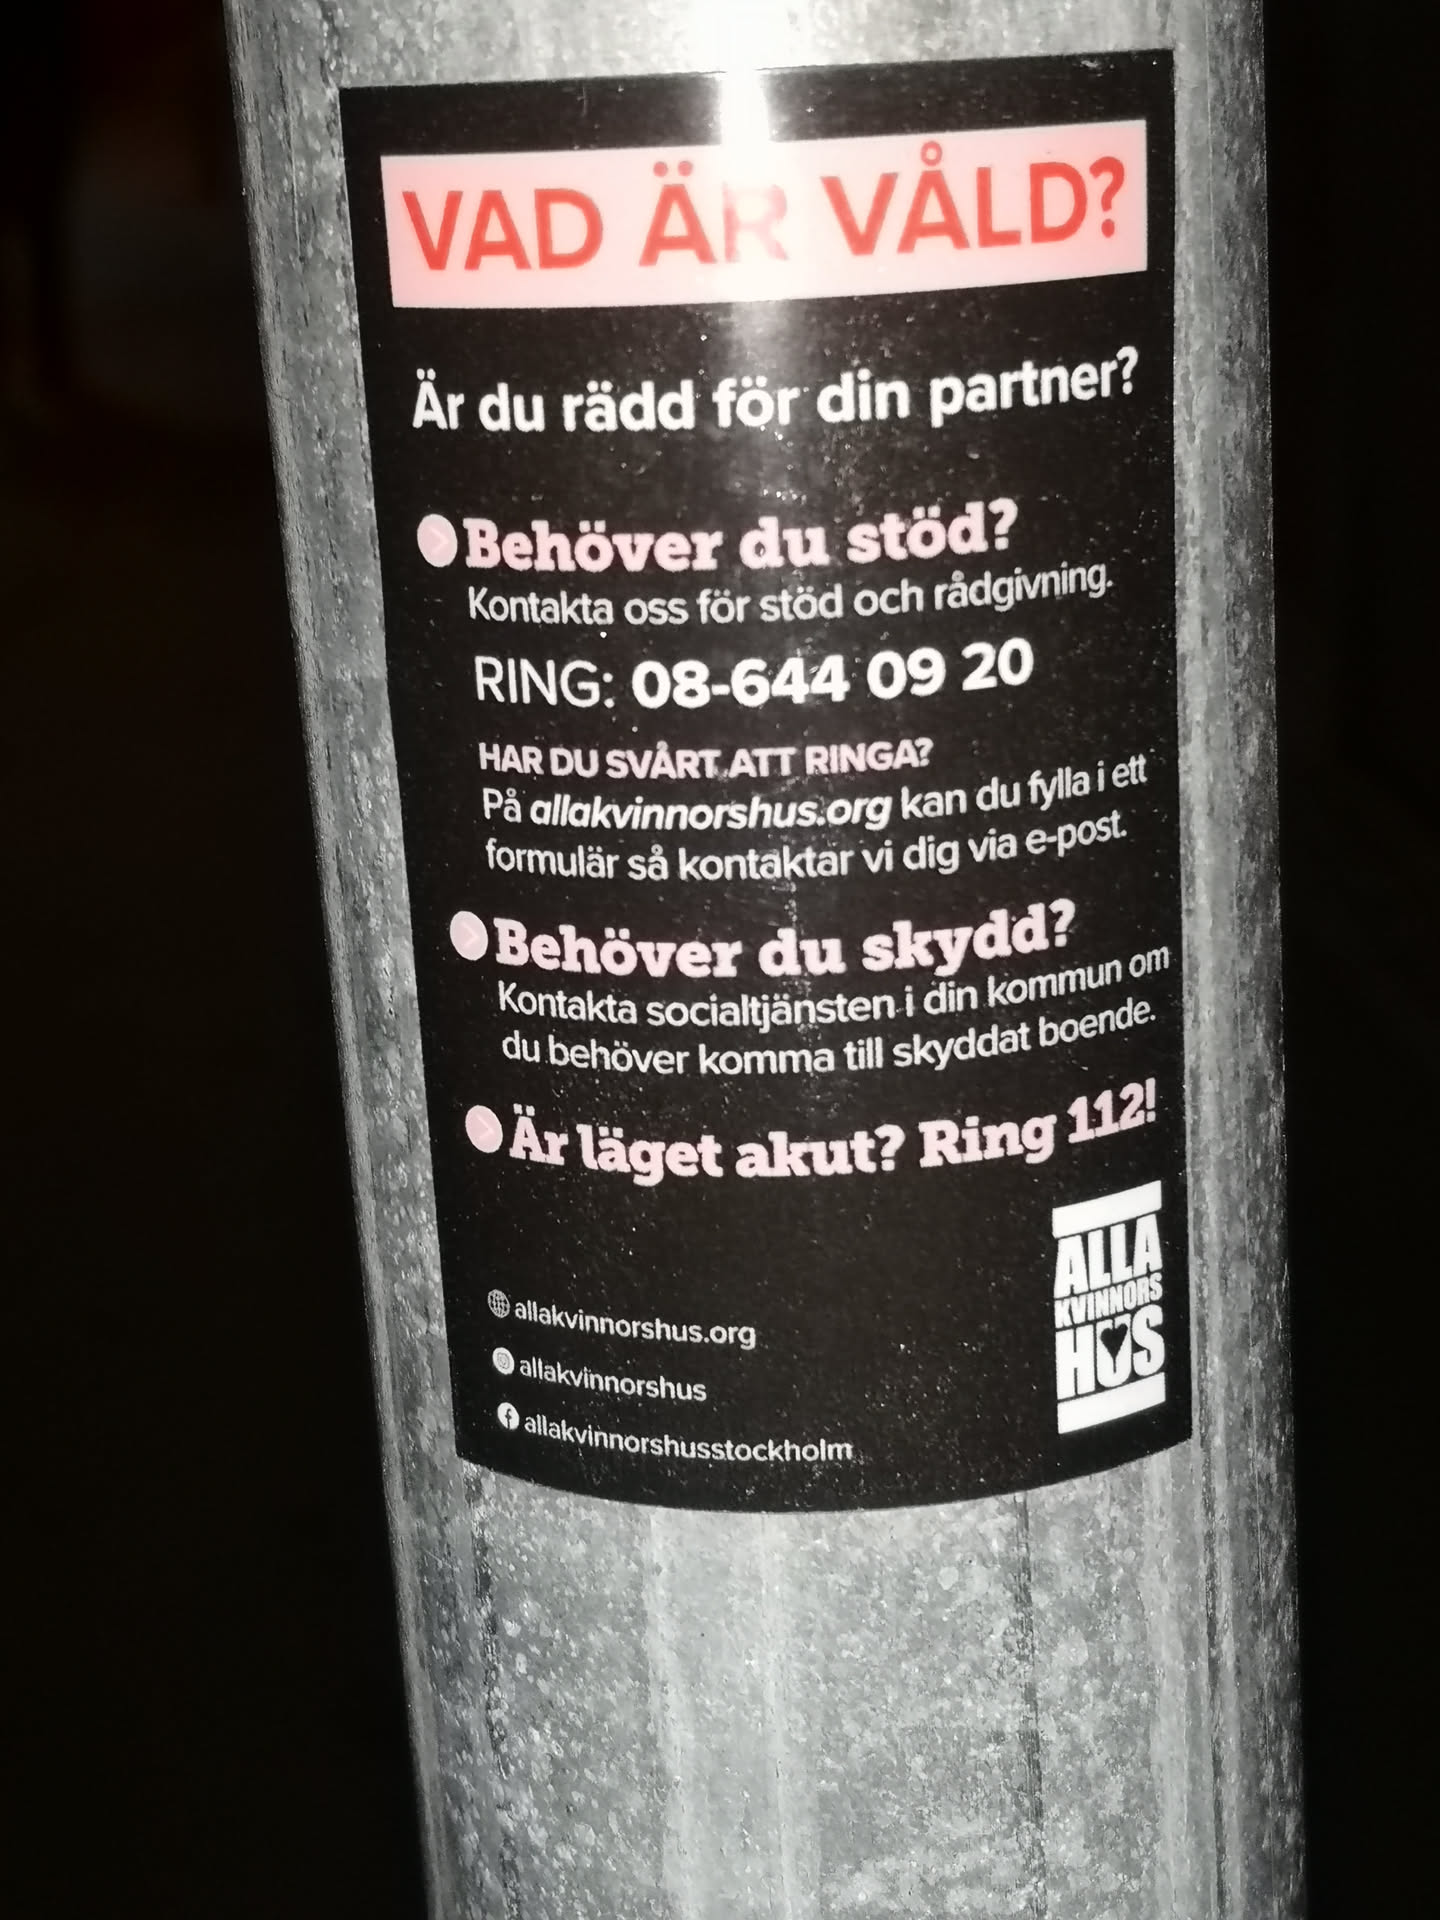 VAD ÄR VÅLD?
Är du rädd för din partner?
Behöver du stöd?
Kontakta oss för stöd och rådgivning.
RING: 08-644 09 20
HAR DU SVÅRT ATT RINGA?
På allakvinnorshus.org kan du fylla i ett
formulär så kontaktar vi dig via e-post.
Behöver du skydd?
Kontakta socialtjänsten i din kommun om
du behöver komma till skyddat boende.
Är läget akut? Ring 112!
allakvinnorshus.org
allakvinnorshus
allakvinnorshusstockholm
ALLA
KVINNORS
HUS